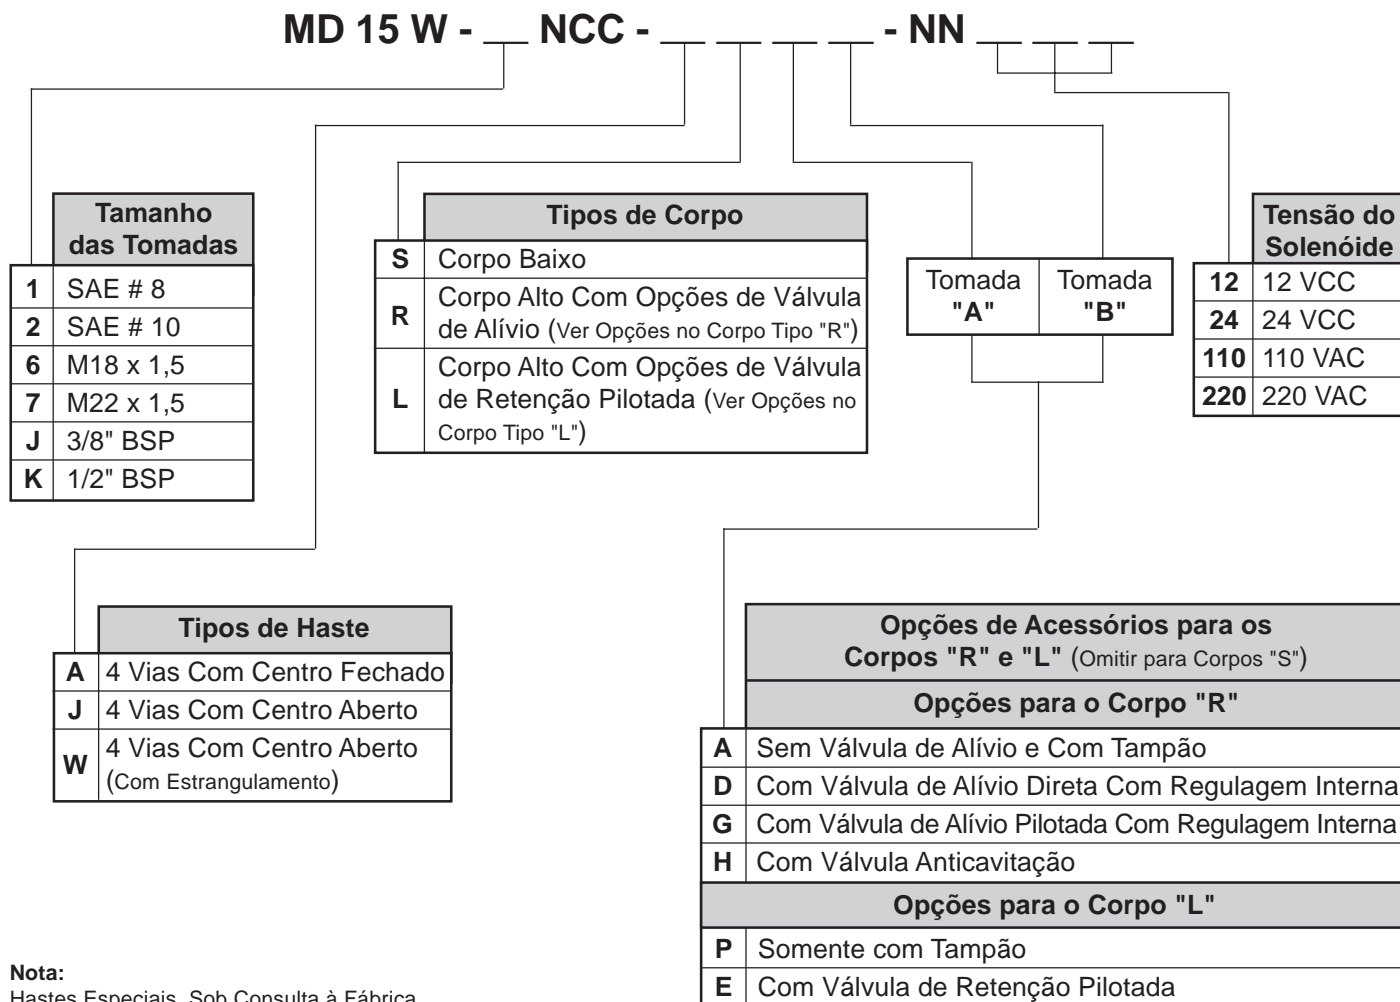 MD 15 W - __ NCC - __ __ __ __ - NN __ __ __
Tamanho
das Tomadas
1 SAE # 8
2 SAE # 10
6 M18 x 1,5
7 M22 x 1,5
J 3/8" BSP
K 1/2" BSP
Tipos de Corpo
S Corpo Baixo
R Corpo Alto Com Opções de Válvula
de Alívio (Ver Opções no Corpo Tipo "R")
L Corpo Alto Com Opções de Válvula
de Retenção Pilotada (Ver Opções no
Corpo Tipo "L")
Tomada
"A"
Tomada
"B"
Tensão do
Solenóide
12 12 VCC
24 24 VCC
110 110 VAC
220 220 VAC
Tipos de Haste
A 4 Vias Com Centro Fechado
J 4 Vias Com Centro Aberto
W 4 Vias Com Centro Aberto
(Com Estrangulamento)
Opções de Acessórios para os
Corpos "R" e "L" (Omitir para Corpos "S")
Opções para o Corpo "R"
A Sem Válvula de Alívio e Com Tampão
D Com Válvula de Alívio Direta Com Regulagem Interna
G Com Válvula de Alívio Pilotada Com Regulagem Interna
H Com Válvula Anticavitação
Opções para o Corpo "L"
P Somente com Tampão
E Com Válvula de Retenção Pilotada
Nota:
Hastes Especiais, Sob Consulta à Fábrica